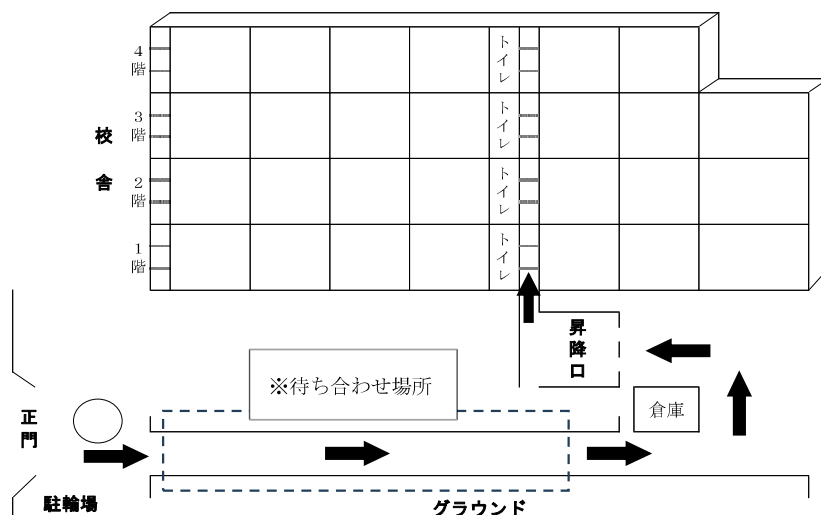 4階
トイレ
3階
トイレ
校舎
2階
トイレ
1階
トイレ
昇降口
※待ち合わせ場所
倉庫
正門
駐輪場
グラウンド